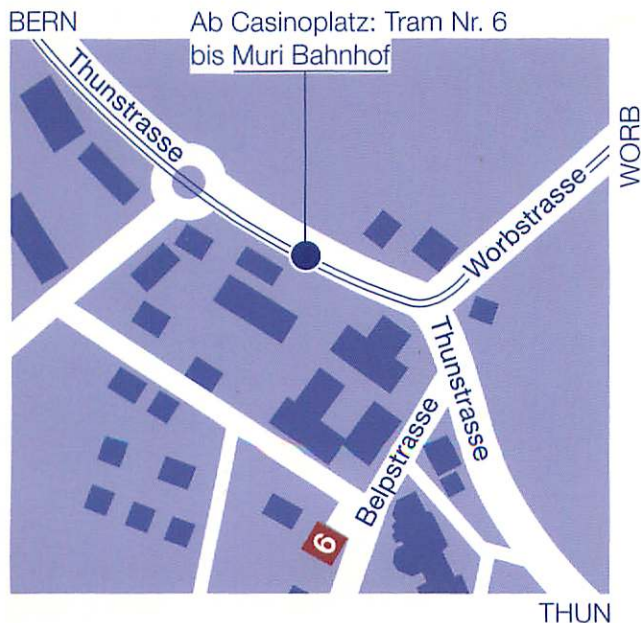 BERN
Ab Casinoplatz: Tram Nr. 6
bis Muri Bahnhof
Thunstrasse
WORB
Worbstrasse
Thunstrasse
Belpstrasse
6
THUN